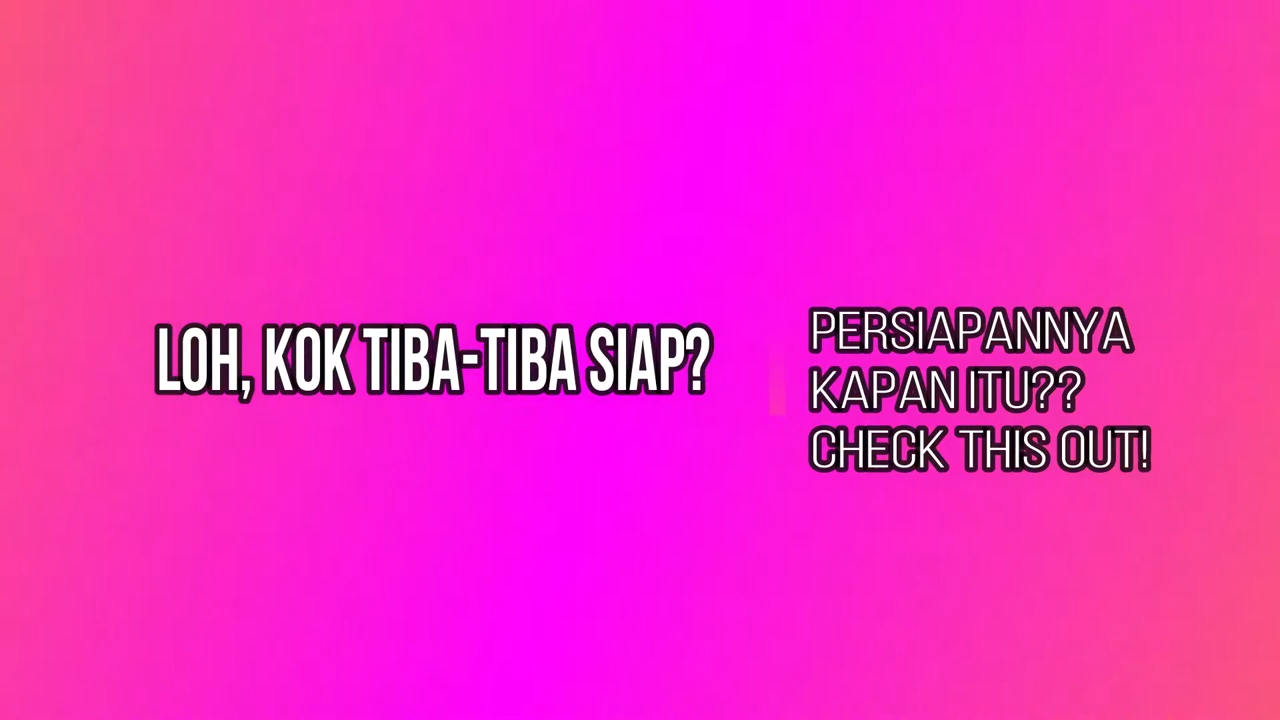 LOH, KOK TIBA-TIBA SIAP?
PERSIAPANNYA
KAPAN ITU??
CHECK THIS OUT!